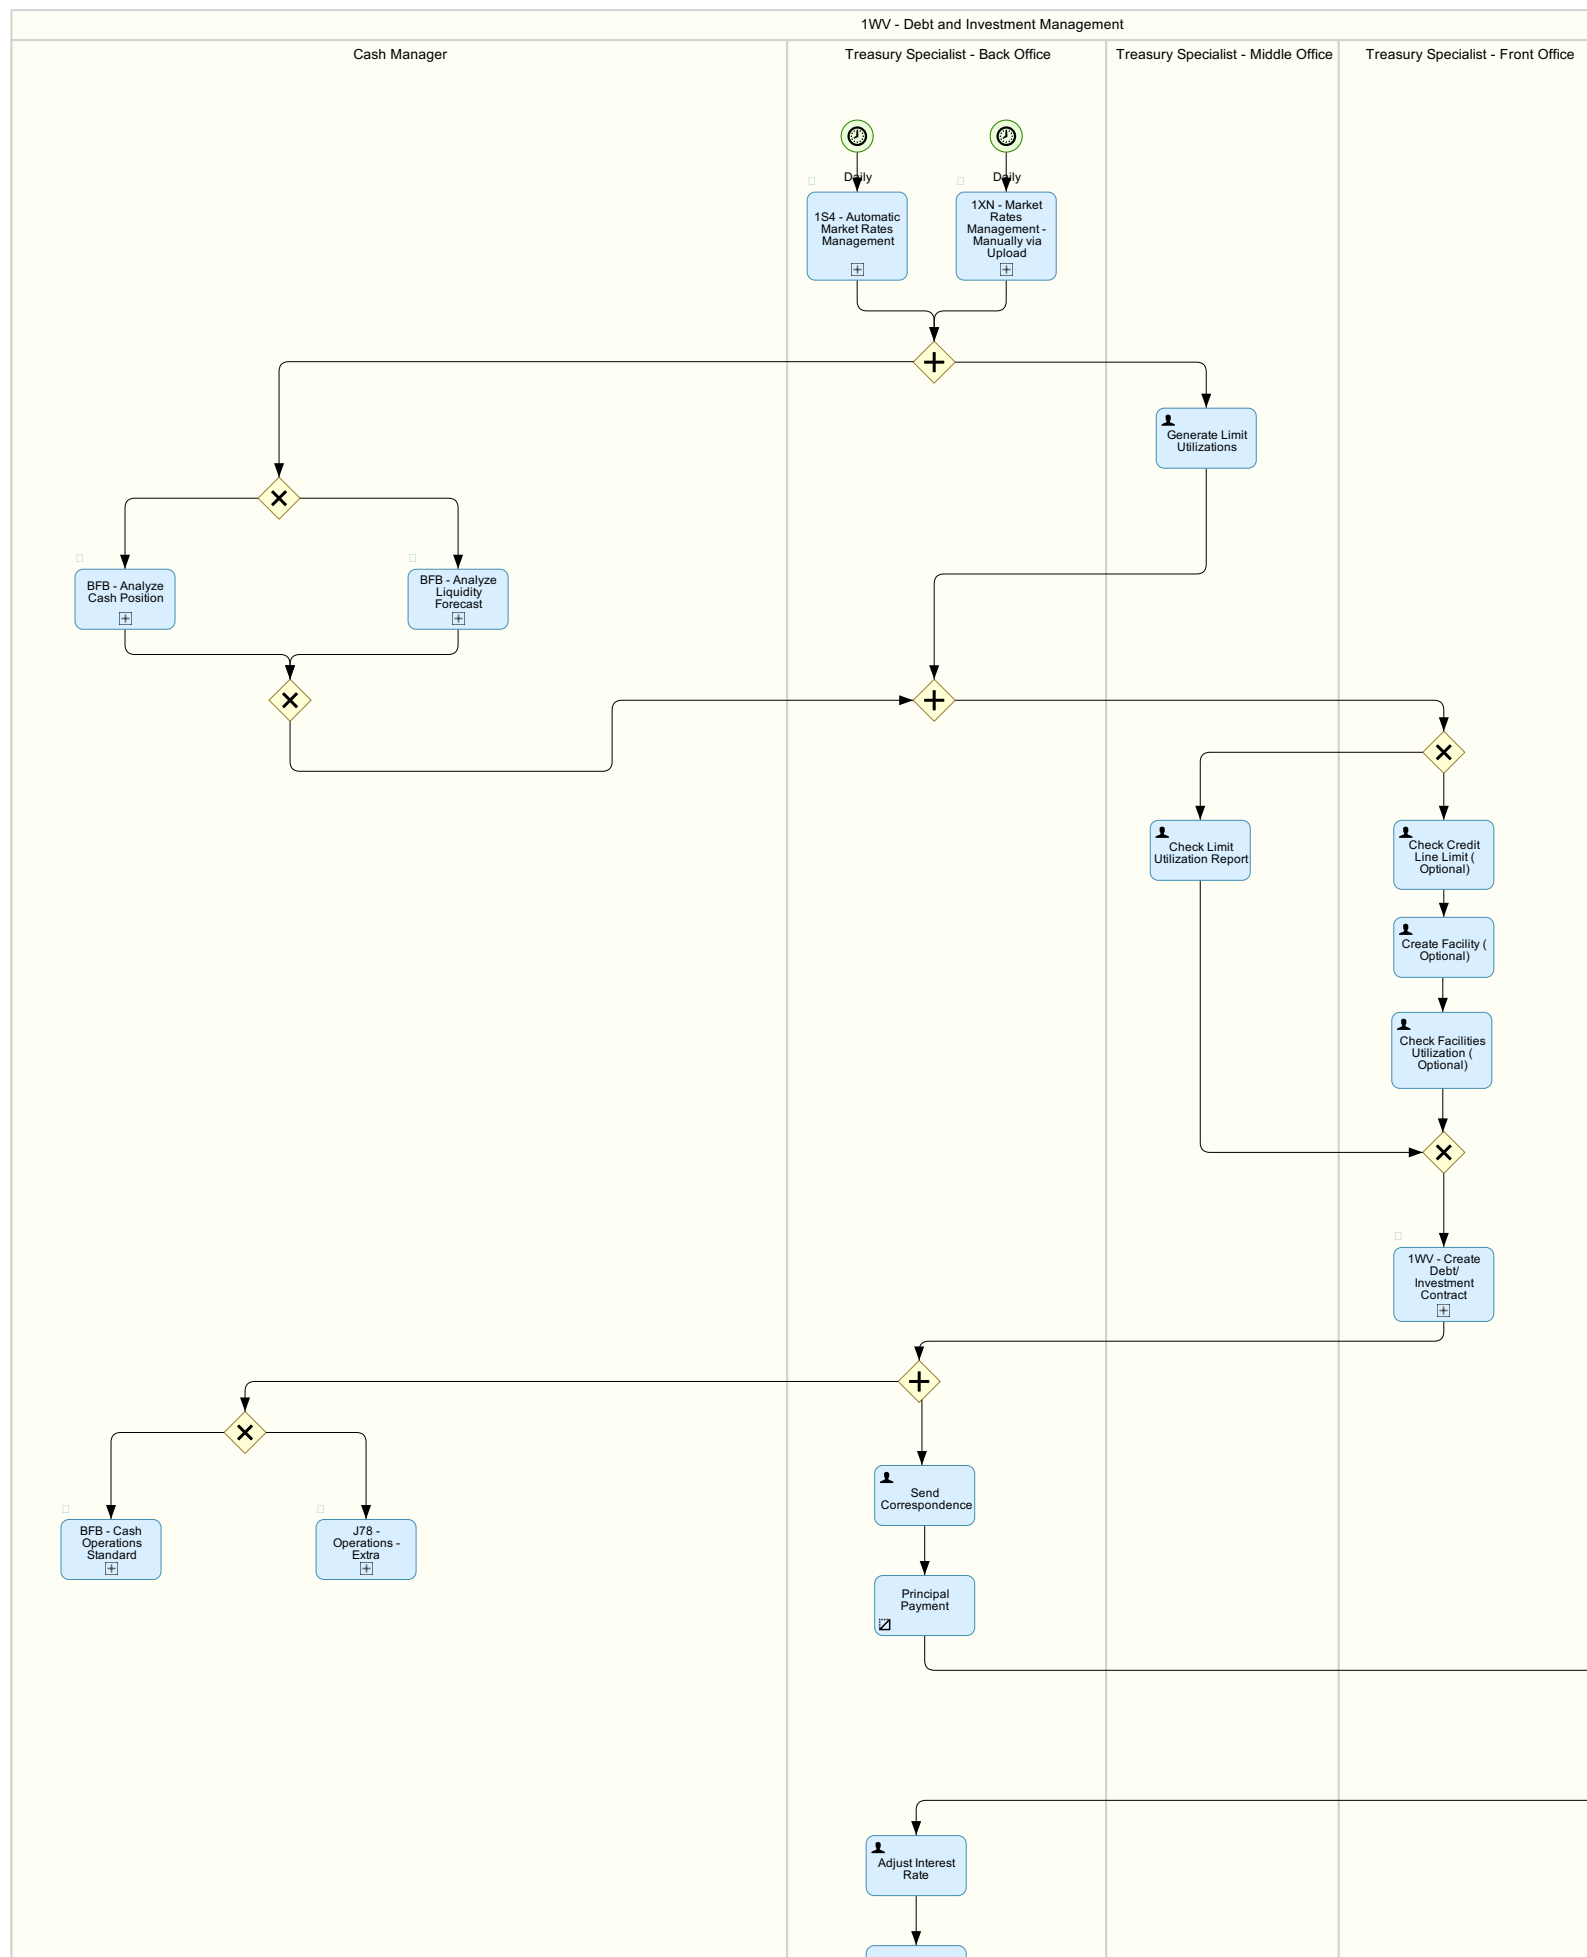 1WV - Debt and Investment Management
Cash Manager
Treasury Specialist - Back Office
Treasury Specialist - Middle Office
Treasury Specialist - Front Office
Daily
Daily
1S4 - Automatic
Market Rates
Management
1XN - Market
Rates
Management -
Manually via
Upload
Generate Limit
Utilizations
BFB - Analyze
Cash Position
BFB - Analyze
Liquidity
Forecast
Check Limit
Utilization Report
Check Credit
Line Limit (
Optional)
Create Facility (
Optional)
Check Facilities
Utilization (
Optional)
1WV - Create
Debt/
Investment
Contract
Send
Correspondence
BFB - Cash
Operations
Standard
J78 -
Operations -
Extra
Principal
Payment
Adjust Interest
Rate